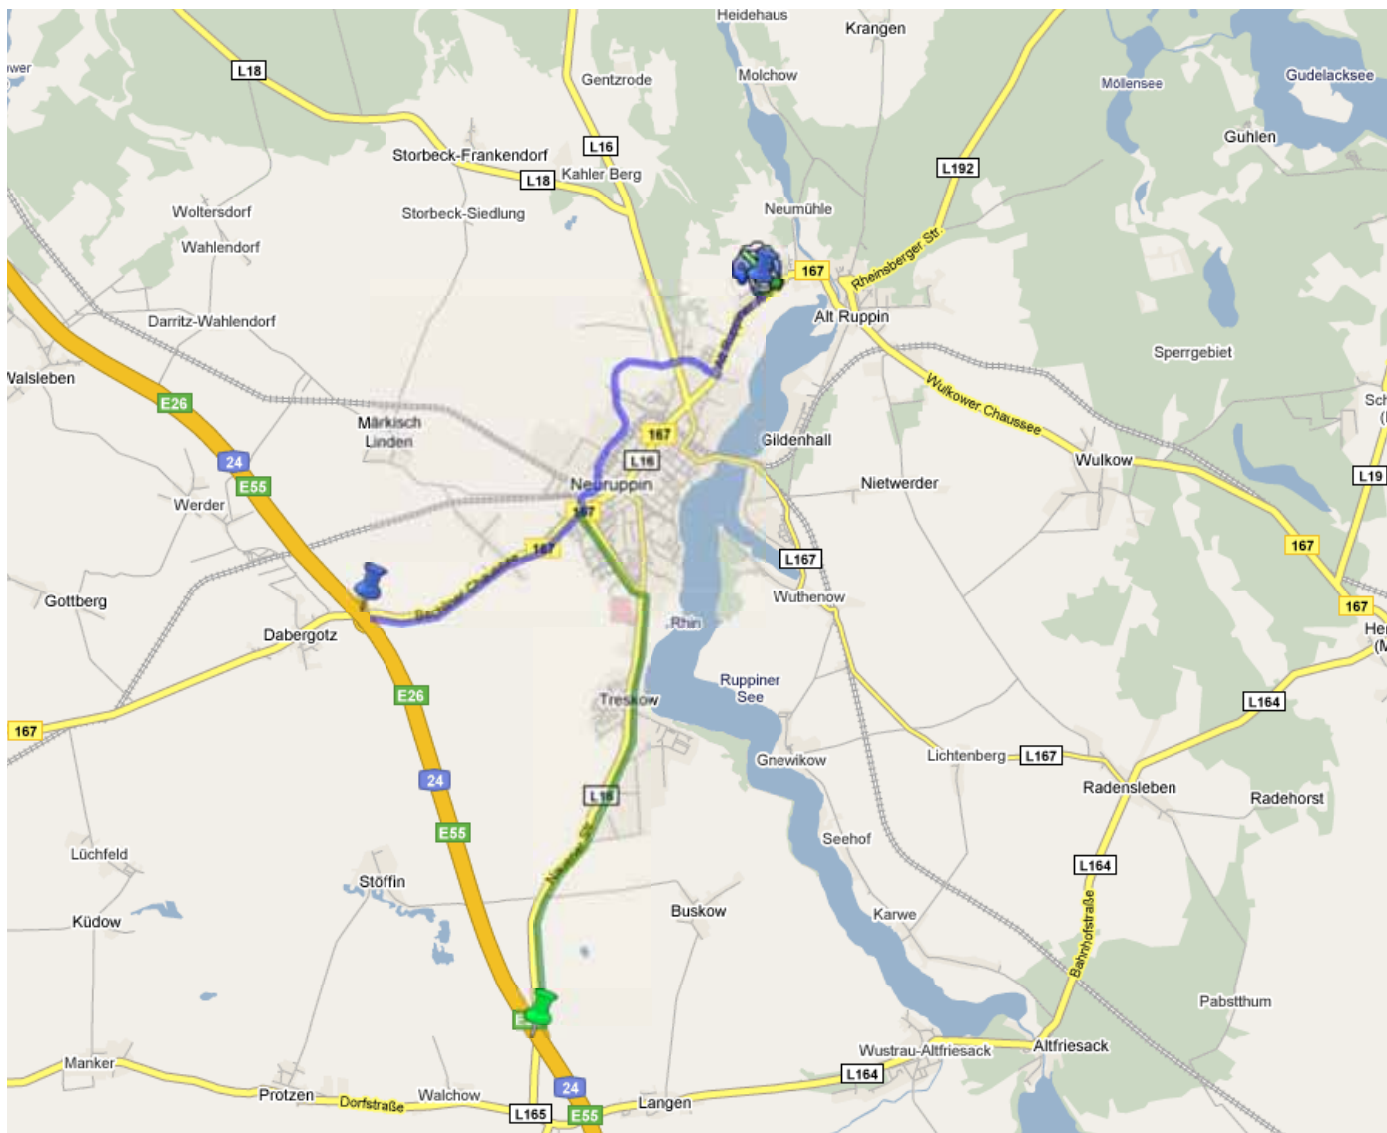 Heidehaus
Krangen
L18
Gentzrode
Molchow
Möllensee
Gudelacksee
Guhlen
Storbeck-Frankendorf
L16
L18
Kahler Berg
L192
Woltersdorf
Storbeck-Siedlung
Neumühle
Wahlendorf
Rheinsberger Str.
167
Darritz-Wahlendorf
Alt Ruppin
Sperrgebiet
Walsleben
E26
Wulkower Chaussee
Märkisch
Linden
167
Gildenhall
24
L16
Wulkow
L19
E55
Neuruppin
Nietwerder
Werder
167
167
167
L167
Gottberg
Wuthenow
167
Dabergotz
Rhin
E26
Ruppiner
See
Treskow
L164
167
Gnewikow
Lichtenberg
L167
24
L16
Radensleben
Radehorst
E55
Seehof
Lüchfeld
Nauener Str.
L164
Stöffin
Buskow
Karwe
Küdow
Bahnhofstraße
Pabstthum
Altfriesack
Wustrau-Altfriesack
Manker
L164
24
Protzen
Walchow
Dorfstraße
Langen
L165
E55